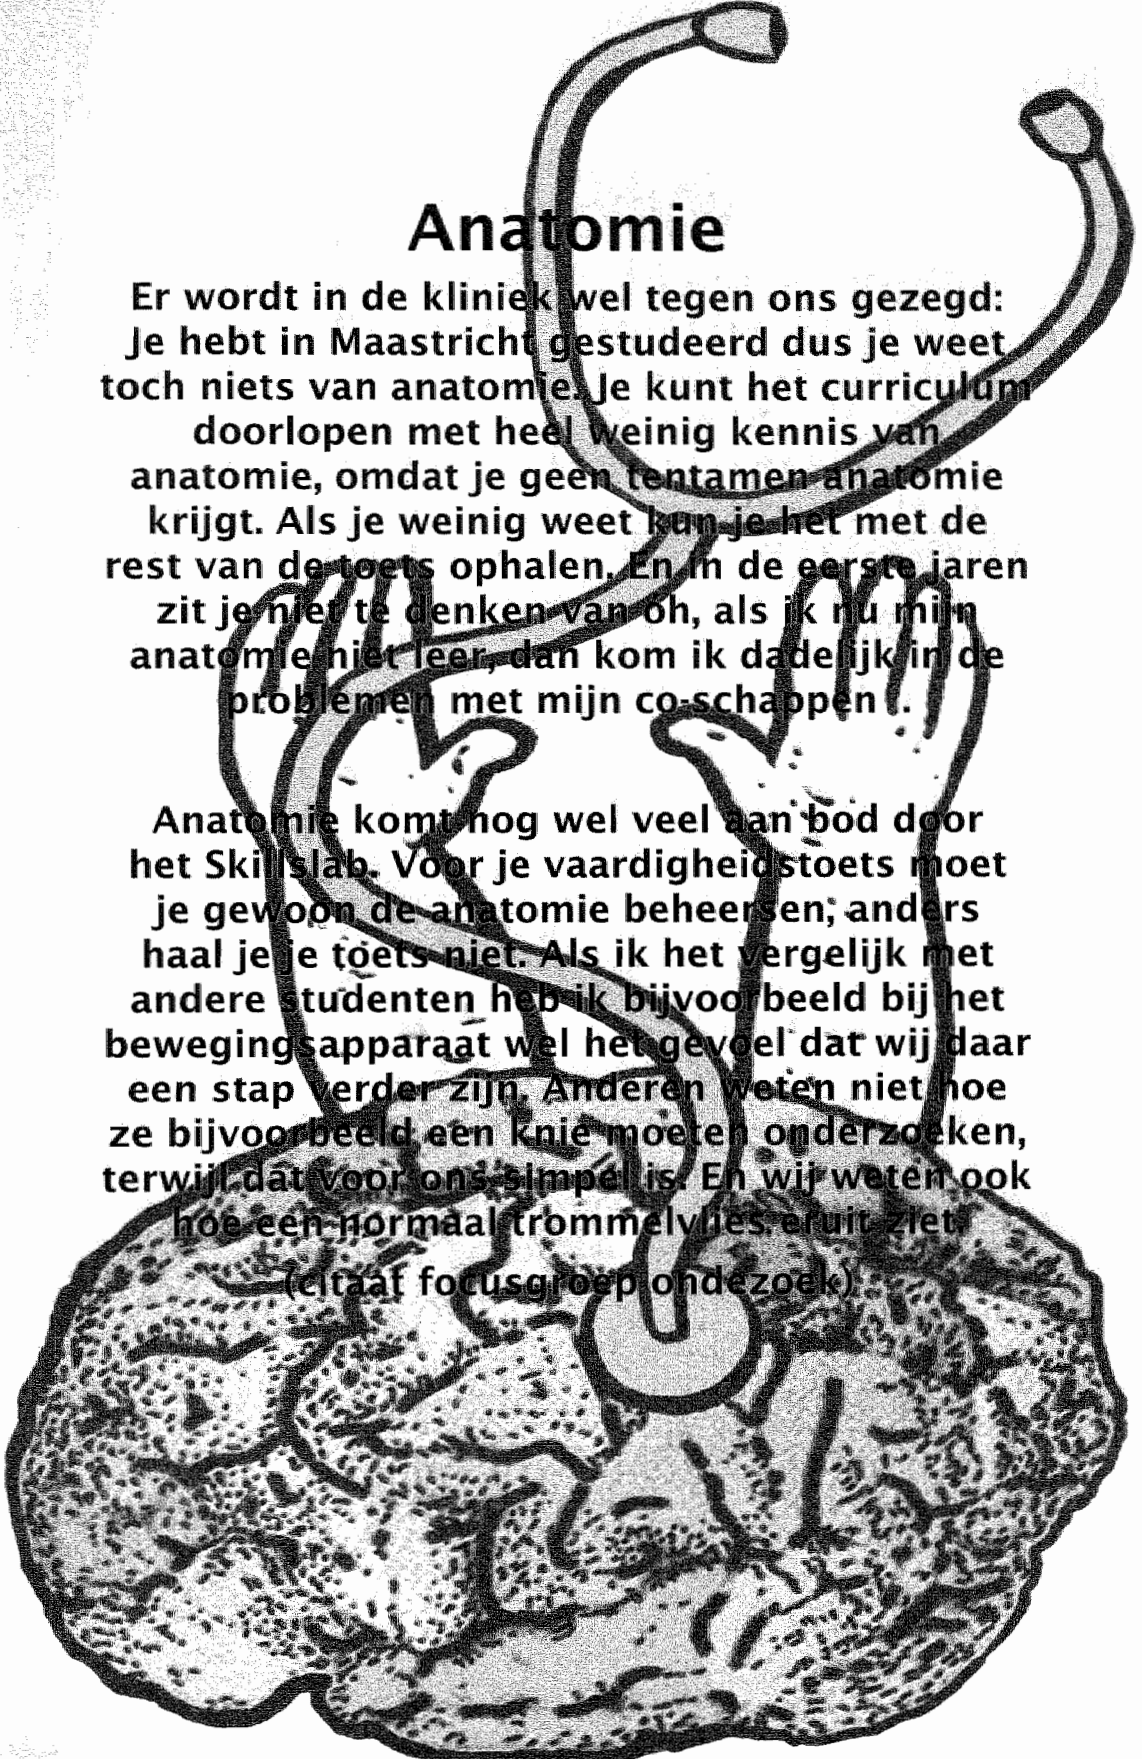 Anatomie
Er wordt in de kliniek wel tegen ons gezegd:
Je hebt in Maastricht gestudeerd dus je weet
toch niets van anatomie. Je kunt het curriculum
doorlopen met heel weinig kennis van
anatomie, omdat je geen tentamen anatomie
krijgt. Als je weinig weet kun je het met de
rest van de toets ophalen. En in de eerste jaren
zit je niet te denken van oh, als ik nu mijn
anatomie niet leer, dan kom ik dadelijk in de
problemen met mijn co-schappen .
Anatomie komt nog wel veel aan bod door
het Skillslab. Voor je vaardigheidstoets moet
je gewoon de anatomie beheersen; anders
haal je je toets niet. Als ik het vergelijk met
andere studenten heb ik bijvoorbeeld bij het
bewegingsapparaat wel het gevoel dat wij daar
een stap verder zijn. Anderen weten niet hoe
ze bijvoorbeeld een knie moeten onderzoeken,
terwijl dat voor ons simpel is. En wij weten ook
hoe een normaal trommelvlies eruit ziet.
(citaat focusgroep ondezoek)